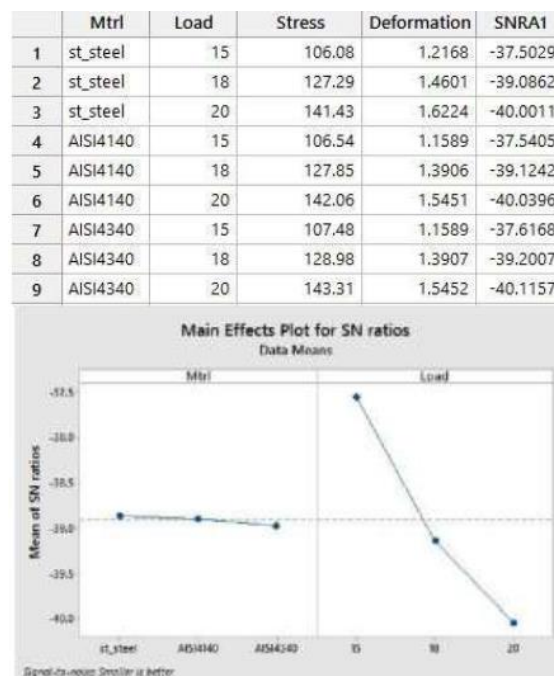 Mtrl Load Stress Deformation SNRA1
1 st_steel 15 106.08 1.2168 -37.5029
2 st_steel 18 127.29 1.4601 -39.0862
3 st_steel 20 141.43 1.6224 -40.0011
4 AISI4140 15 106.54 1.1589 -37.5405
5 AISI4140 18 127.85 1.3906 -39.1242
6 AISI4140 20 142.06 1.5451 -40.0396
7 AISI4340 15 107.48 1.1589 -37.6168
8 AISI4340 18 128.98 1.3907 -39.2007
9 AISI4340 20 143.31 1.5452 -40.1157
Main Effects Plot for SN ratios
Data Means
Mtrl Load
-37.5
-38.0
-38.5
-39.0
-39.5
-40.0
Mean of SN ratios
st_steel AISI4140 AISI4340 15 18 20
Signal-to-noise: Smaller is better